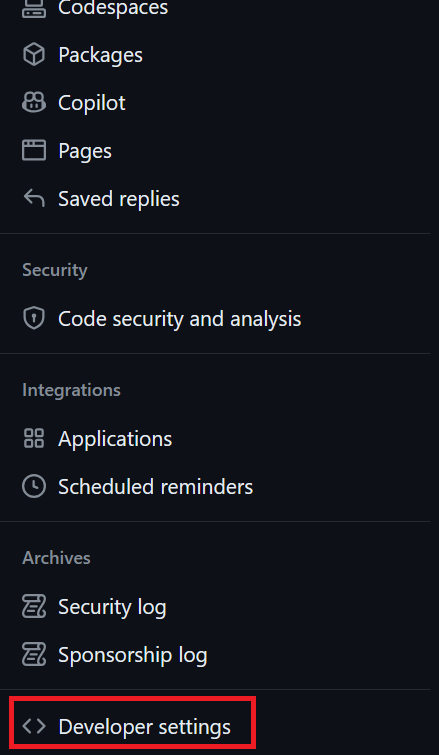 Codespaces
Packages
Copilot
Pages
Saved replies
Security
Code security and analysis
Integrations
Applications
Scheduled reminders
Archives
Security log
Sponsorship log
Developer settings